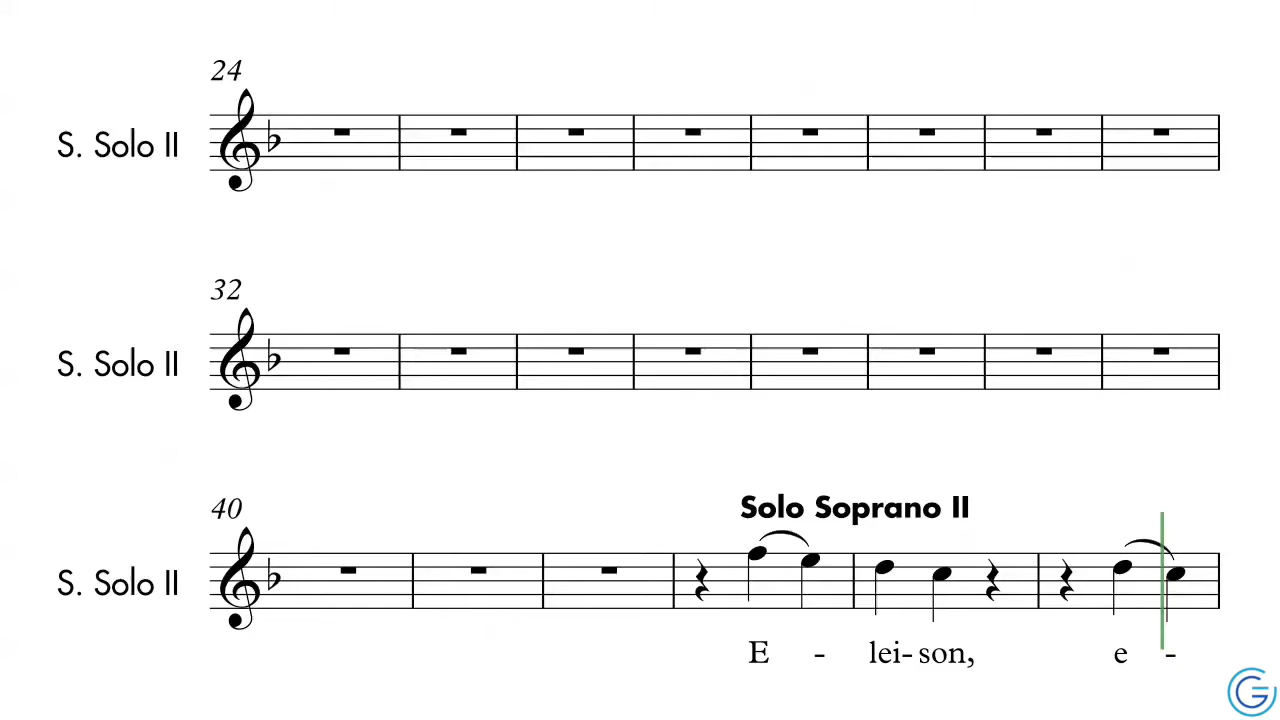 24
S. Solo II
32
S. Solo II
40
Solo Soprano II
S. Solo II
E - lei - son, e -